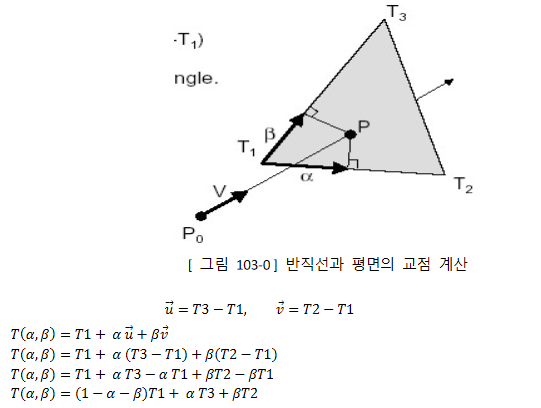 ·T₁)
ngle.
T₃
β
P
T₁
α
T₂
V
P₀
[ 그림 103-0 ] 반직선과 평면의 교점 계산
u⃗ = T3 − T1,  v⃗ = T2 − T1
T(α, β) = T1 + α u⃗ + βv⃗
T(α, β) = T1 + α (T3 − T1) + β(T2 − T1)
T(α, β) = T1 + α T3 − α T1 + βT2 − βT1
T(α, β) = (1 − α − β)T1 + α T3 + βT2